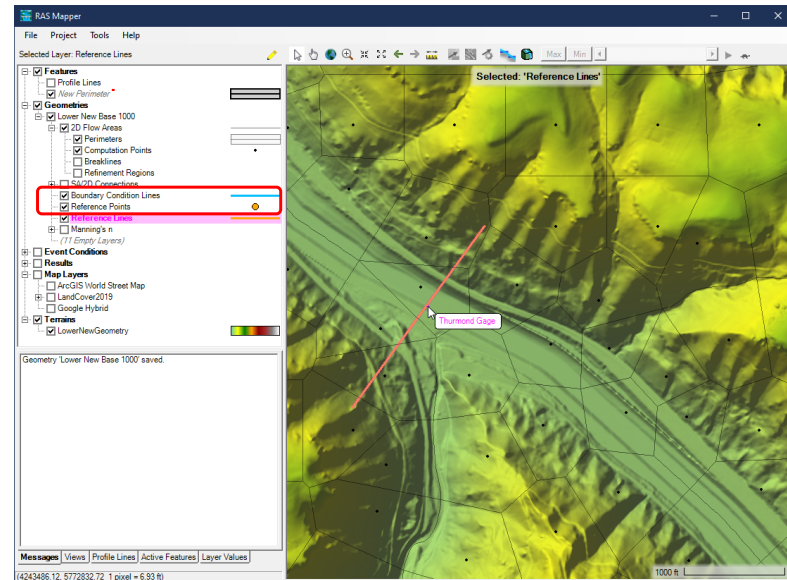 RAS Mapper
File Project Tools Help
Selected Layer: Reference Lines
Max Min
Features
Profile Lines
New Perimeter
Geometries
Lower New Base 1000
2D Flow Areas
Perimeters
Computation Points
Breaklines
Refinement Regions
SA/2D Connections
Boundary Condition Lines
Reference Points
Reference Lines
Manning's n
(11 Empty Layers)
Event Conditions
Results
Map Layers
ArcGIS World Street Map
LandCover2019
Google Hybrid
Terrains
LowerNewGeometry
Selected: 'Reference Lines'
Thurmond Gage
1000 ft
Geometry 'Lower New Base 1000' saved.
Messages Views Profile Lines Active Features Layer Values
(4243486.12, 5772832.72 1 pixel = 6.93 ft)